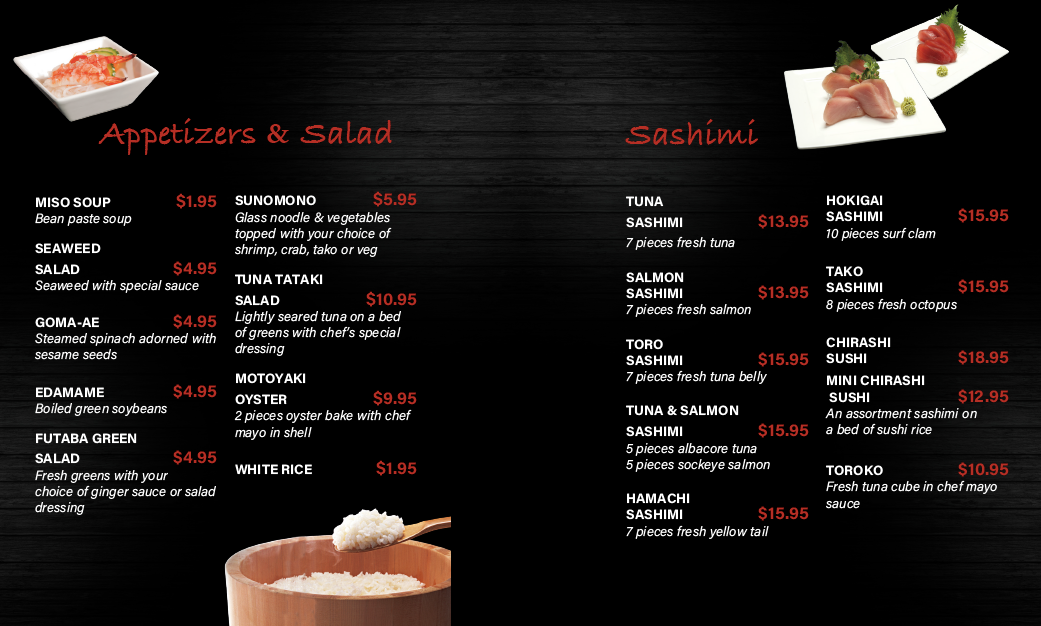 Appetizers & Salad
MISO SOUP $1.95
Bean paste soup
SEAWEED
SALAD $4.95
Seaweed with special sauce
GOMA-AE $4.95
Steamed spinach adorned with
sesame seeds
EDAMAME $4.95
Boiled green soybeans
FUTABA GREEN
SALAD $4.95
Fresh greens with your
choice of ginger sauce or salad
dressing
SUNOMONO $5.95
Glass noodle & vegetables
topped with your choice of
shrimp, crab, tako or veg
TUNA TATAKI
SALAD $10.95
Lightly seared tuna on a bed
of greens with chef's special
dressing
MOTOYAKI
OYSTER $9.95
2 pieces oyster bake with chef
mayo in shell
WHITE RICE $1.95
Sashimi
TUNA
SASHIMI $13.95
7 pieces fresh tuna
SALMON
SASHIMI $13.95
7 pieces fresh salmon
TORO
SASHIMI $15.95
7 pieces fresh tuna belly
TUNA & SALMON
SASHIMI $15.95
5 pieces albacore tuna
5 pieces sockeye salmon
HAMACHI
SASHIMI $15.95
7 pieces fresh yellow tail
HOKIGAI
SASHIMI $15.95
10 pieces surf clam
TAKO
SASHIMI $15.95
8 pieces fresh octopus
CHIRASHI
SUSHI $18.95
MINI CHIRASHI
SUSHI $12.95
An assortment sashimi on
a bed of sushi rice
TOROKO $10.95
Fresh tuna cube in chef mayo
sauce